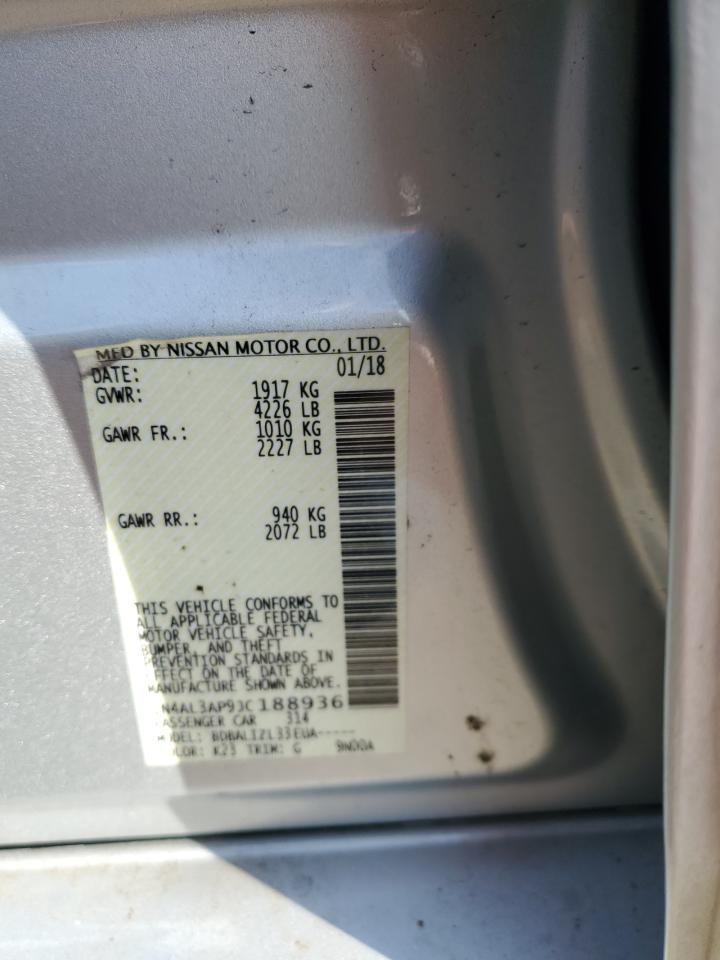 MFD BY NISSAN MOTOR CO., LTD.
DATE: 01/18
GVWR: 1917 KG
4226 LB
GAWR FR.: 1010 KG
2227 LB
GAWR RR.: 940 KG
2072 LB
THIS VEHICLE CONFORMS TO
ALL APPLICABLE FEDERAL
MOTOR VEHICLE SAFETY,
BUMPER, AND THEFT
PREVENTION STANDARDS IN
EFFECT ON THE DATE OF
MANUFACTURE SHOWN ABOVE.
N4AL3AP9JC188936
PASSENGER CAR 314
MODEL: BDBALIZL33EUA-----
COLOR: K23 TRIM: G